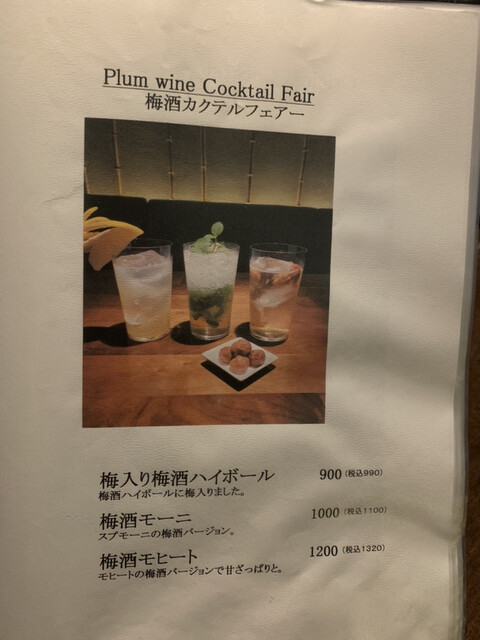 Plum wine Cocktail Fair
梅酒カクテルフェアー
梅入り梅酒ハイボール 900 (税込990)
梅酒ハイボールに梅入りました。
梅酒モーニ 1000 (税込1100)
スプモーニの梅酒バージョン。
梅酒モヒート 1200 (税込1320)
モヒートの梅酒バージョンで甘ざっぱりと。